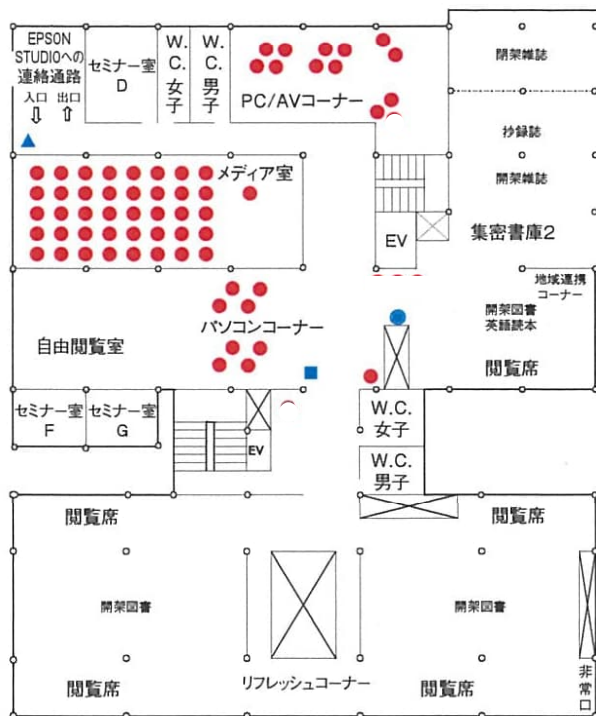 EPSON
STUDIOへの
連絡通路
入口 出口
セミナー室
D
W.C.女子
W.C.男子
PC/AVコーナー
閉架雑誌
抄録誌
開架雑誌
集密書庫2
メディア室
EV
地域連携
コーナー
開架図書
英語読本
閲覧席
パソコンコーナー
自由閲覧室
セミナー室
F
セミナー室
G
EV
W.C.
女子
W.C.
男子
閲覧席
閲覧席
開架図書
開架図書
閲覧席
リフレッシュコーナー
閲覧席
非常口